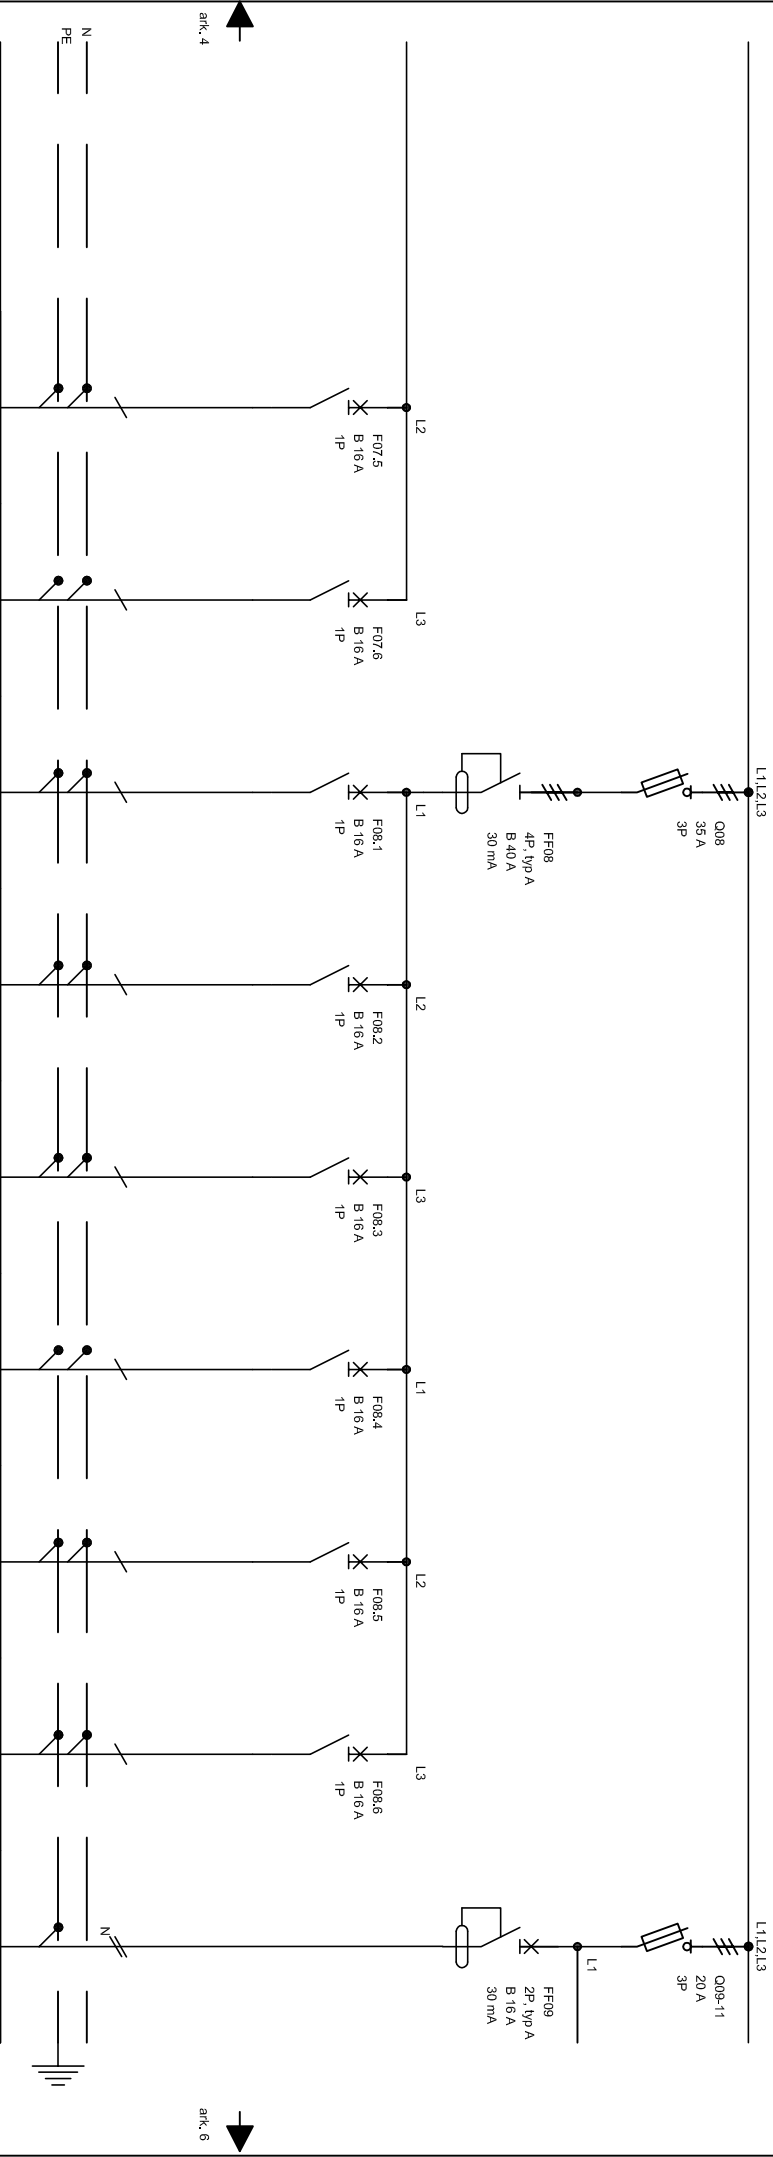 L1,L2,L3
Q08
35 A
3P
L1,L2,L3
Q09-11
20 A
3P
L1
FF08
4P, typ A
B 40 A
30 mA
FF09
2P, typ A
B 16 A
30 mA
L2
F07.5
B 16 A
1P
L3
F07.6
B 16 A
1P
L1
F08.1
B 16 A
1P
L2
F08.2
B 16 A
1P
L3
F08.3
B 16 A
1P
L1
F08.4
B 16 A
1P
L2
F08.5
B 16 A
1P
L3
F08.6
B 16 A
1P
ark. 4
ark. 6
N
N
PE